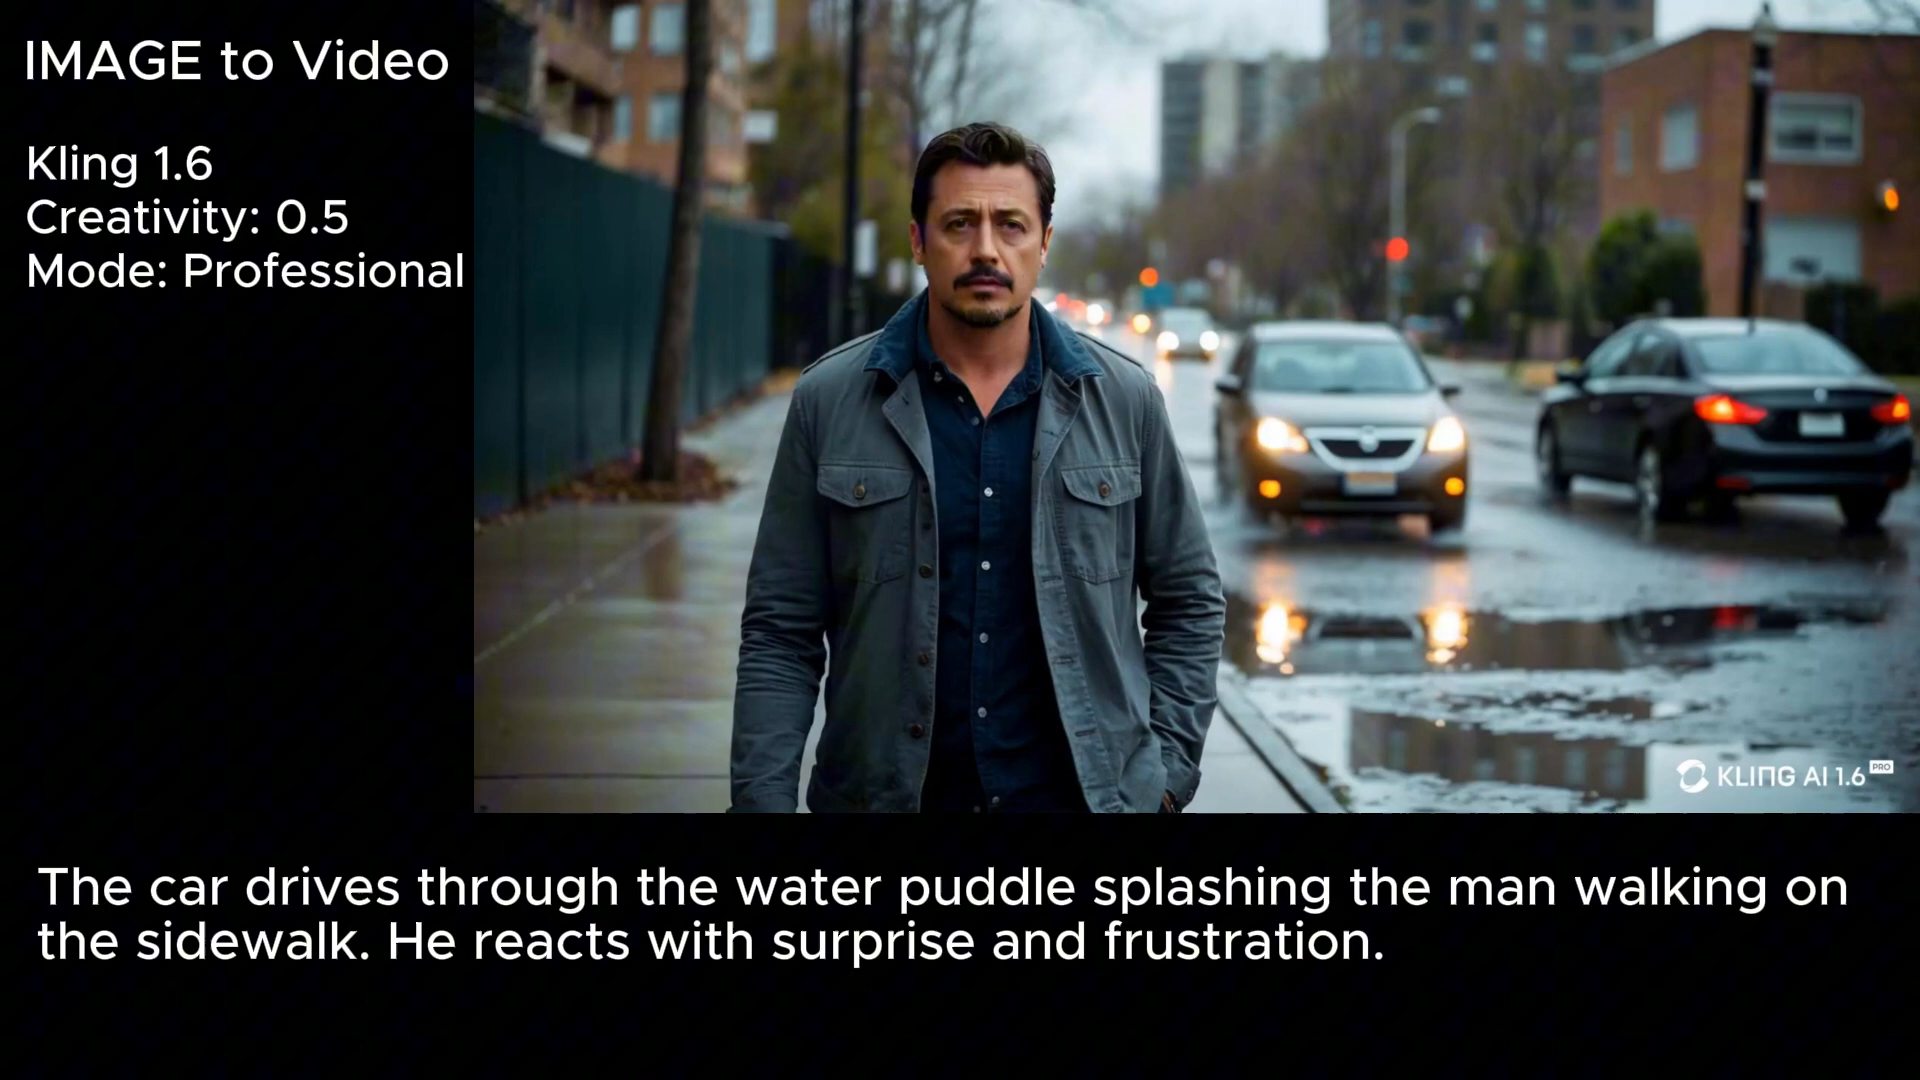 IMAGE to Video
Kling 1.6
Creativity: 0.5
Mode: Professional
KLING AI 1.6 PRO
The car drives through the water puddle splashing the man walking on
the sidewalk. He reacts with surprise and frustration.